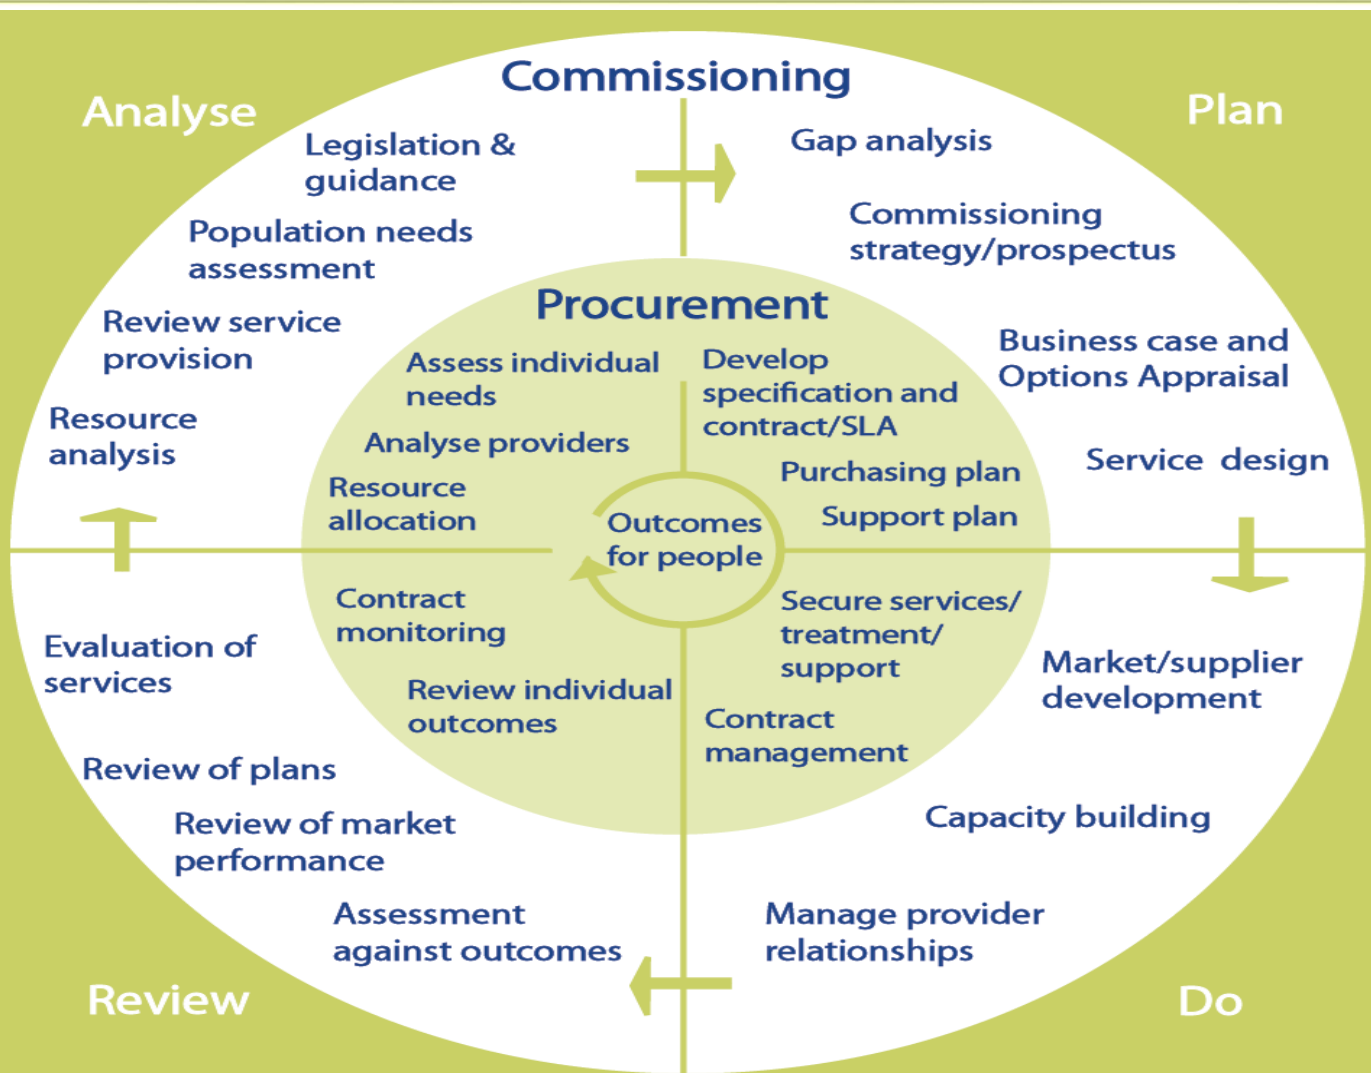 Commissioning
Analyse
Legislation &
guidance
Population needs
assessment
Review service
provision
Resource
analysis
Plan
Gap analysis
Commissioning
strategy/prospectus
Business case and
Options Appraisal
Service  design
Procurement
Assess individual
needs
Analyse providers
Resource
allocation
Develop
specification and
contract/SLA
Purchasing plan
Support plan
Outcomes
for people
Contract
monitoring
Review individual
outcomes
Secure services/
treatment/
support
Contract
management
Evaluation of
services
Review of plans
Review of market
performance
Assessment
against outcomes
Review
Market/supplier
development
Capacity building
Manage provider
relationships
Do